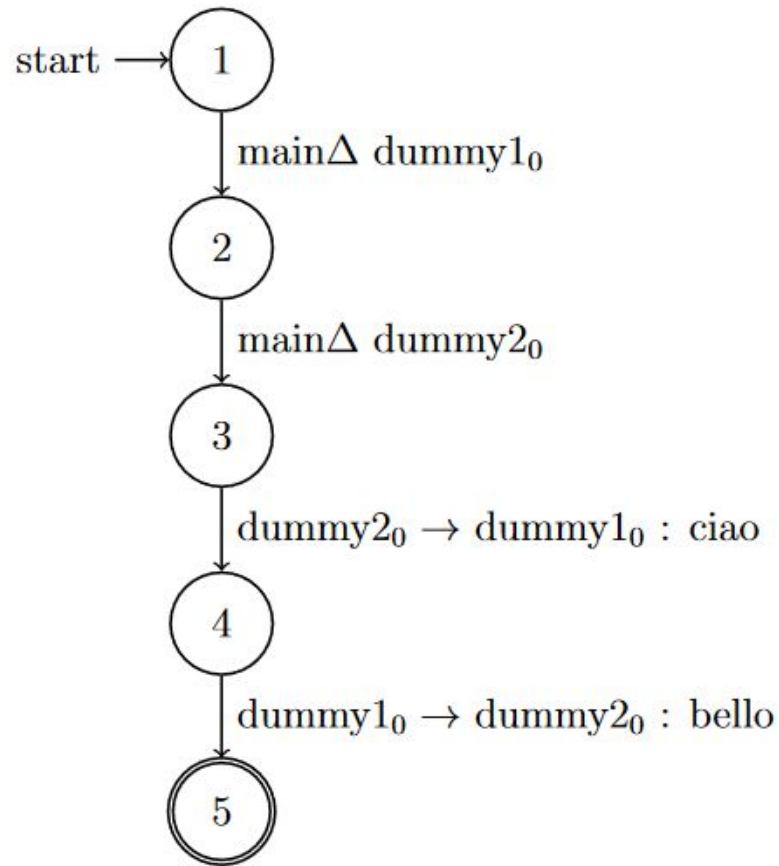 start
1
main∆ dummy1₀
2
main∆ dummy2₀
3
dummy2₀ → dummy1₀ : ciao
4
dummy1₀ → dummy2₀ : bello
5